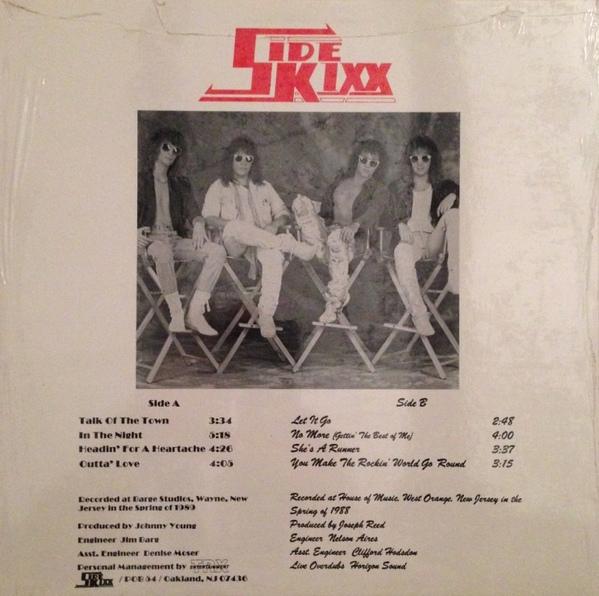 SIDE
KIXX
Side A
Talk Of The Town 3:34
In The Night 5:18
Headin' For A Heartache 4:26
Outta' Love 4:05
Recorded at Barge Studios, Wayne, New
Jersey in the Spring of 1989
Produced by Johnny Young
Engineer Jim Barg
Asst. Engineer Denise Moser
Personal Management by TRX ENTERTAINMENT
SIDE KIXX / POB 54 / Oakland, NJ 07436
Side B
Let It Go 2:48
No More (Gettin' The Best of Me) 4:00
She's A Runner 3:37
You Make The Rockin' World Go 'Round 3:15
Recorded at House of Music, West Orange, New Jersey in the
Spring of 1988
Produced by Joseph Reed
Engineer Nelson Aires
Asst. Engineer Clifford Hodsdon
Live Overdubs Horizon Sound